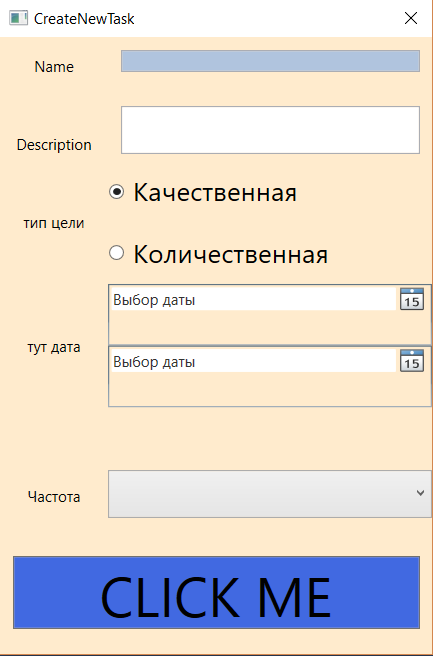 CreateNewTask
Name
Description
Качественная
тип цели
Количественная
Выбор даты
15
тут дата
Выбор даты
15
Частота
CLICK ME